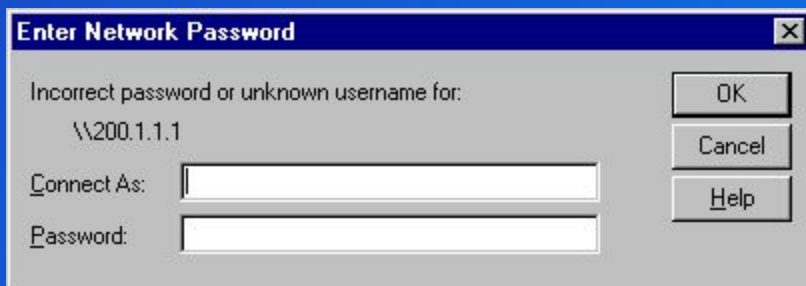 Enter Network Password
Incorrect password or unknown username for:
\\200.1.1.1
Connect As:
Password:
OK
Cancel
Help